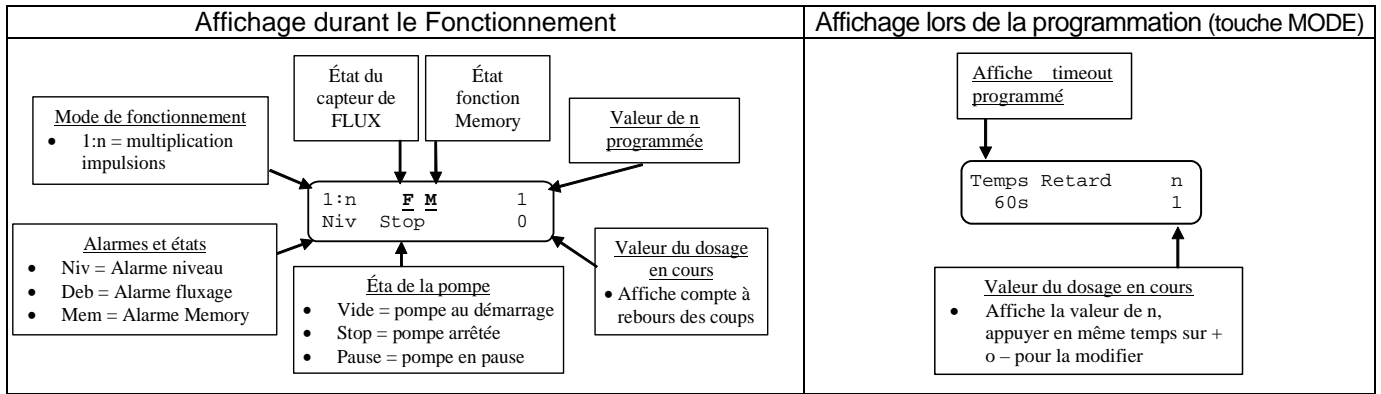 Affichage durant le Fonctionnement
État du
capteur de
FLUX
État
fonction
Memory
Mode de fonctionnement
• 1:n = multiplication
impulsions
Valeur de n
programmée
1:n F M 1
Niv Stop 0
Alarmes et états
• Niv = Alarme niveau
• Deb = Alarme fluxage
• Mem = Alarme Memory
Éta de la pompe
• Vide = pompe au démarrage
• Stop = pompe arrêtée
• Pause = pompe en pause
Valeur du dosage
en cours
• Affiche compte à
rebours des coups
Affichage lors de la programmation (touche MODE)
Affiche timeout
programmé
Temps Retard n
60s 1
Valeur du dosage en cours
• Affiche la valeur de n,
appuyer en même temps sur +
o – pour la modifier